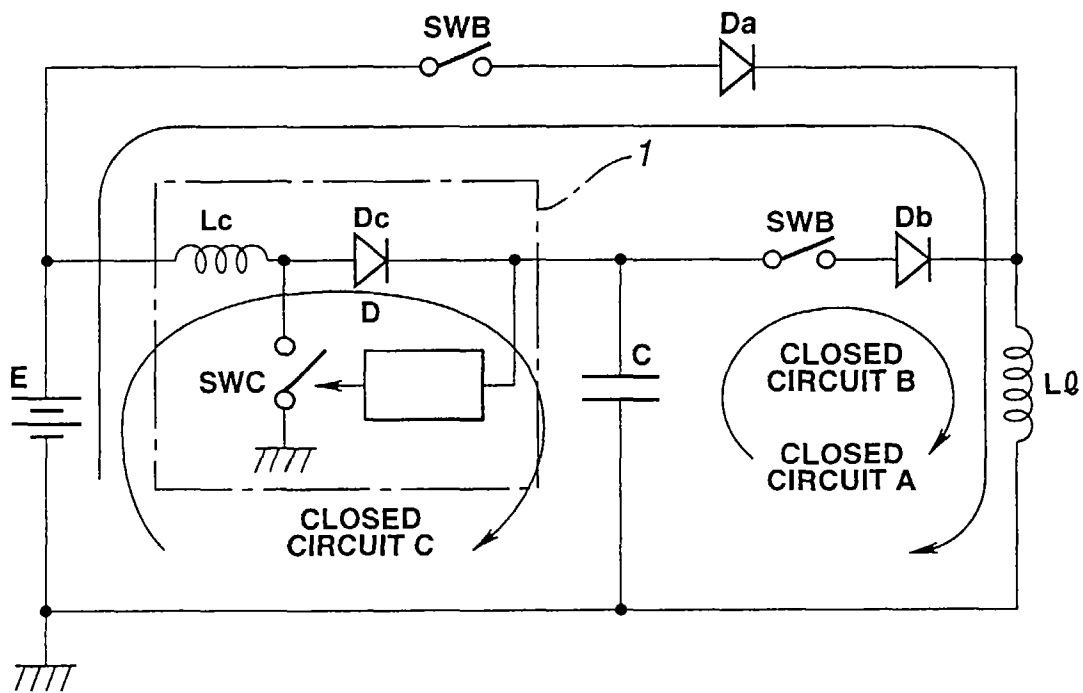 SWB
Da
1
Lc
Dc
SWB
Db
D
E
SWC
C
CLOSED
CIRCUIT B
Lℓ
CLOSED
CIRCUIT A
CLOSED
CIRCUIT C